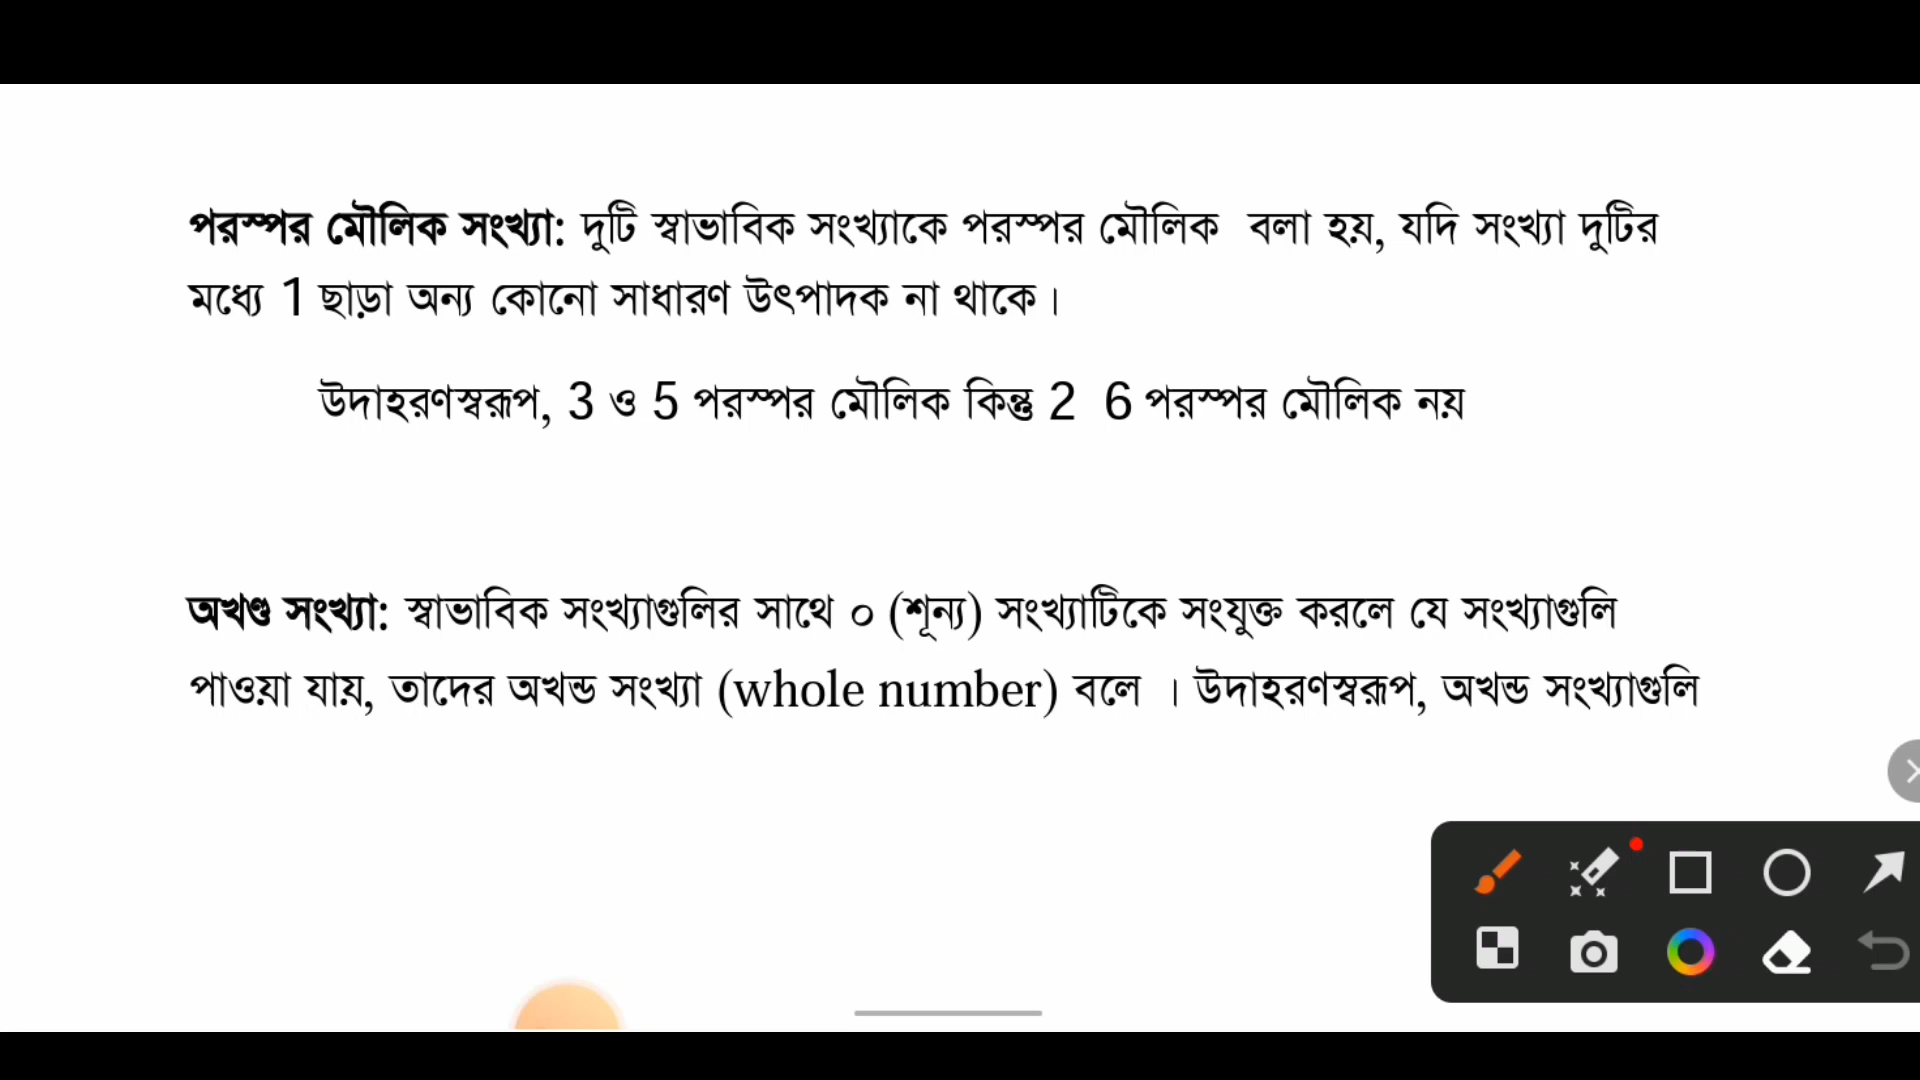 পরস্পর মৌলিক সংখ্যা: দুটি স্বাভাবিক সংখ্যাকে পরস্পর মৌলিক বলা হয়, যদি সংখ্যা দুটির
মধ্যে 1 ছাড়া অন্য কোনো সাধারণ উৎপাদক না থাকে।
উদাহরণস্বরূপ, 3 ও 5 পরস্পর মৌলিক কিন্তু 2 6 পরস্পর মৌলিক নয়
অখণ্ড সংখ্যা: স্বাভাবিক সংখ্যাগুলির সাথে ০ (শূন্য) সংখ্যাটিকে সংযুক্ত করলে যে সংখ্যাগুলি
পাওয়া যায়, তাদের অখন্ড সংখ্যা (whole number) বলে । উদাহরণস্বরূপ, অখন্ড সংখ্যাগুলি